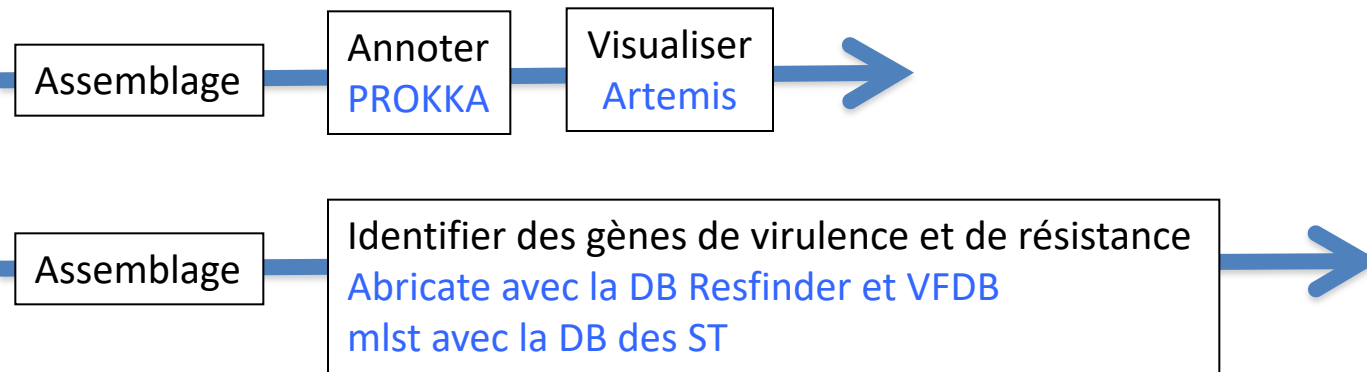 Assemblage
Annoter
PROKKA
Visualiser
Artemis
Assemblage
Identifier des gènes de virulence et de résistance
Abricate avec la DB Resfinder et VFDB
mlst avec la DB des ST